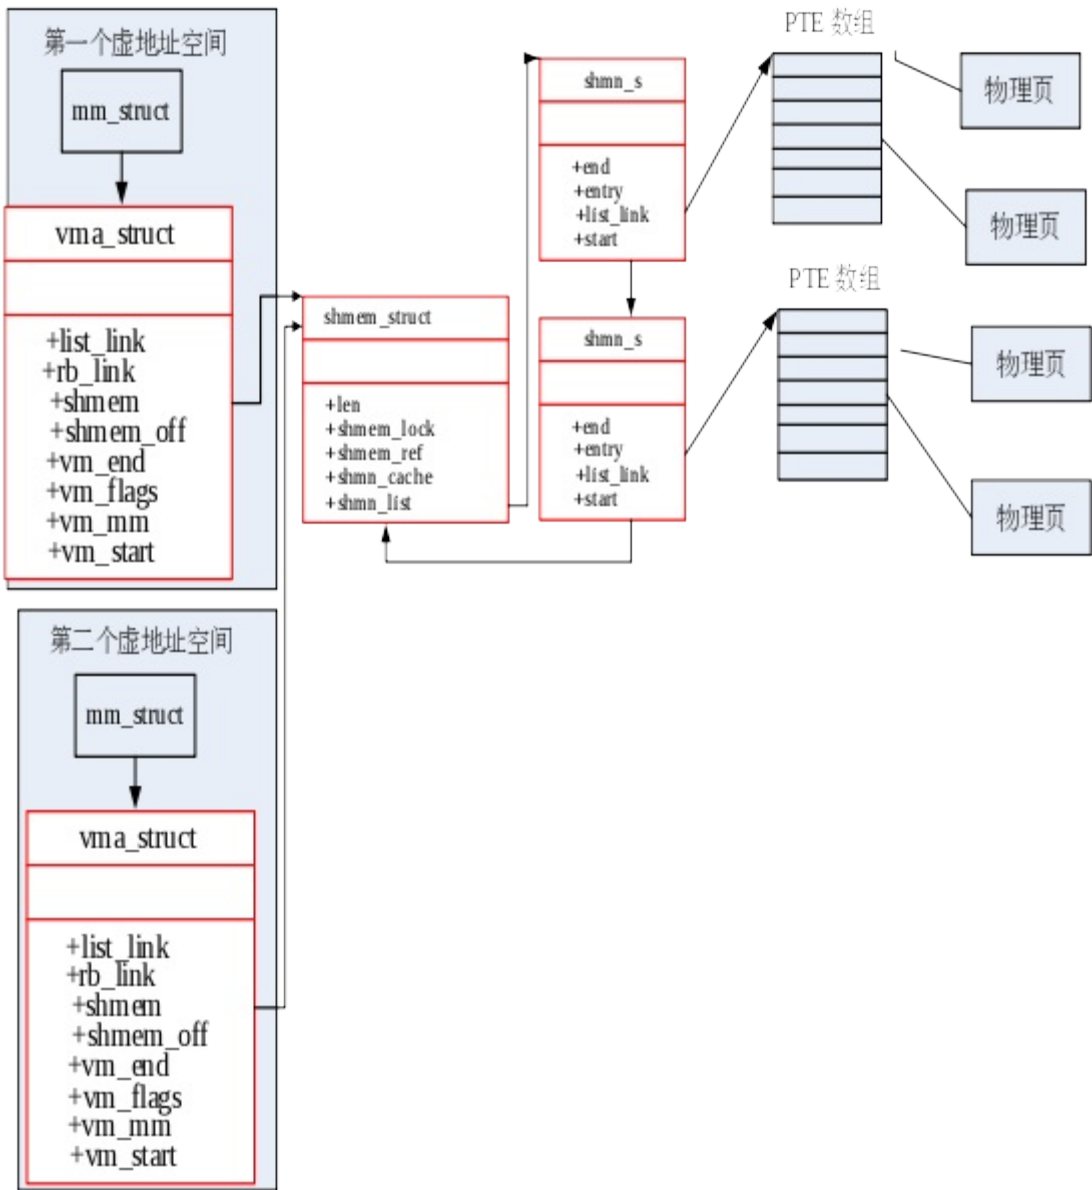 第一个虚地址空间
mm_struct
vma_struct
+list_link
+rb_link
+shmem
+shmem_off
+vm_end
+vm_flags
+vm_mm
+vm_start
第二个虚地址空间
mm_struct
vma_struct
+list_link
+rb_link
+shmem
+shmem_off
+vm_end
+vm_flags
+vm_mm
+vm_start
shmem_struct
+len
+shmem_lock
+shmem_ref
+shmn_cache
+shmn_list
shmn_s
+end
+entry
+list_link
+start
shmn_s
+end
+entry
+list_link
+start
PTE 数组
物理页
物理页
PTE 数组
物理页
物理页